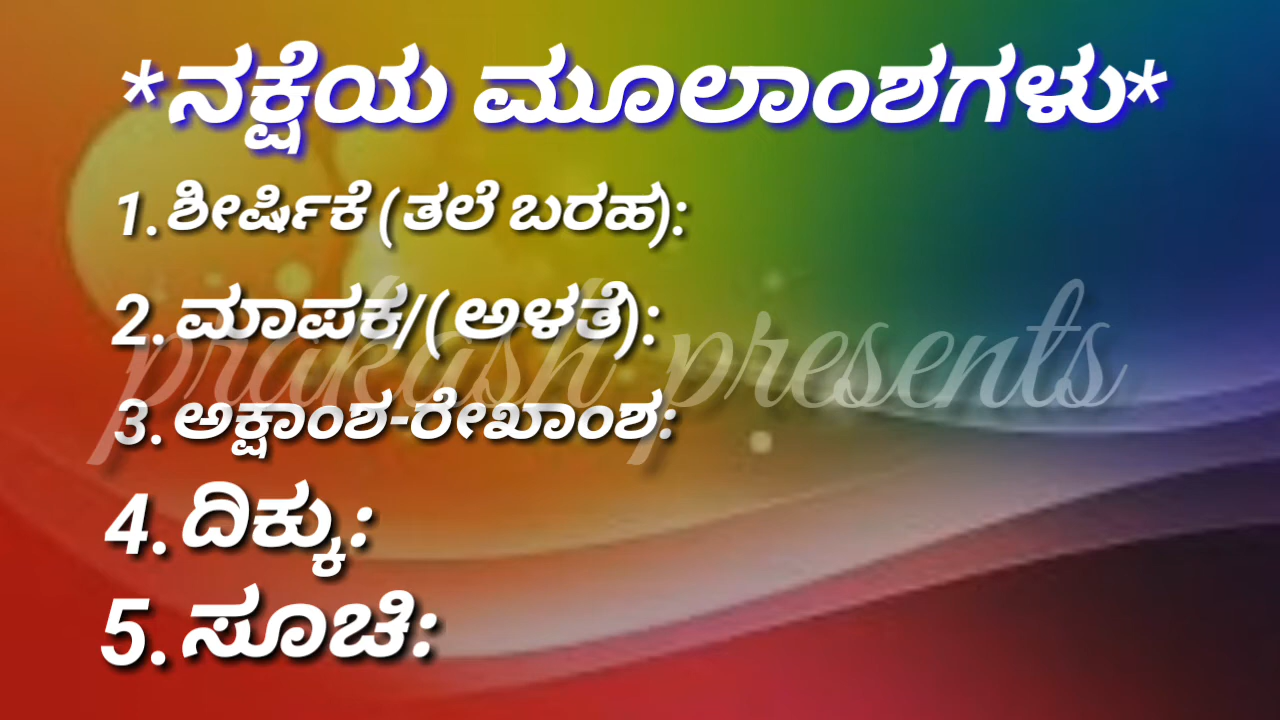 *ನಕ್ಷೆಯ ಮೂಲಾಂಶಗಳು*
1.ಶೀರ್ಷಿಕೆ (ತಲೆ ಬರಹ):
2.ಮಾಪಕ/(ಅಳತೆ):
prakash presents
3.ಅಕ್ಷಾಂಶ-ರೇಖಾಂಶ:
4.ದಿಕ್ಕು:
5.ಸೂಚಿ: